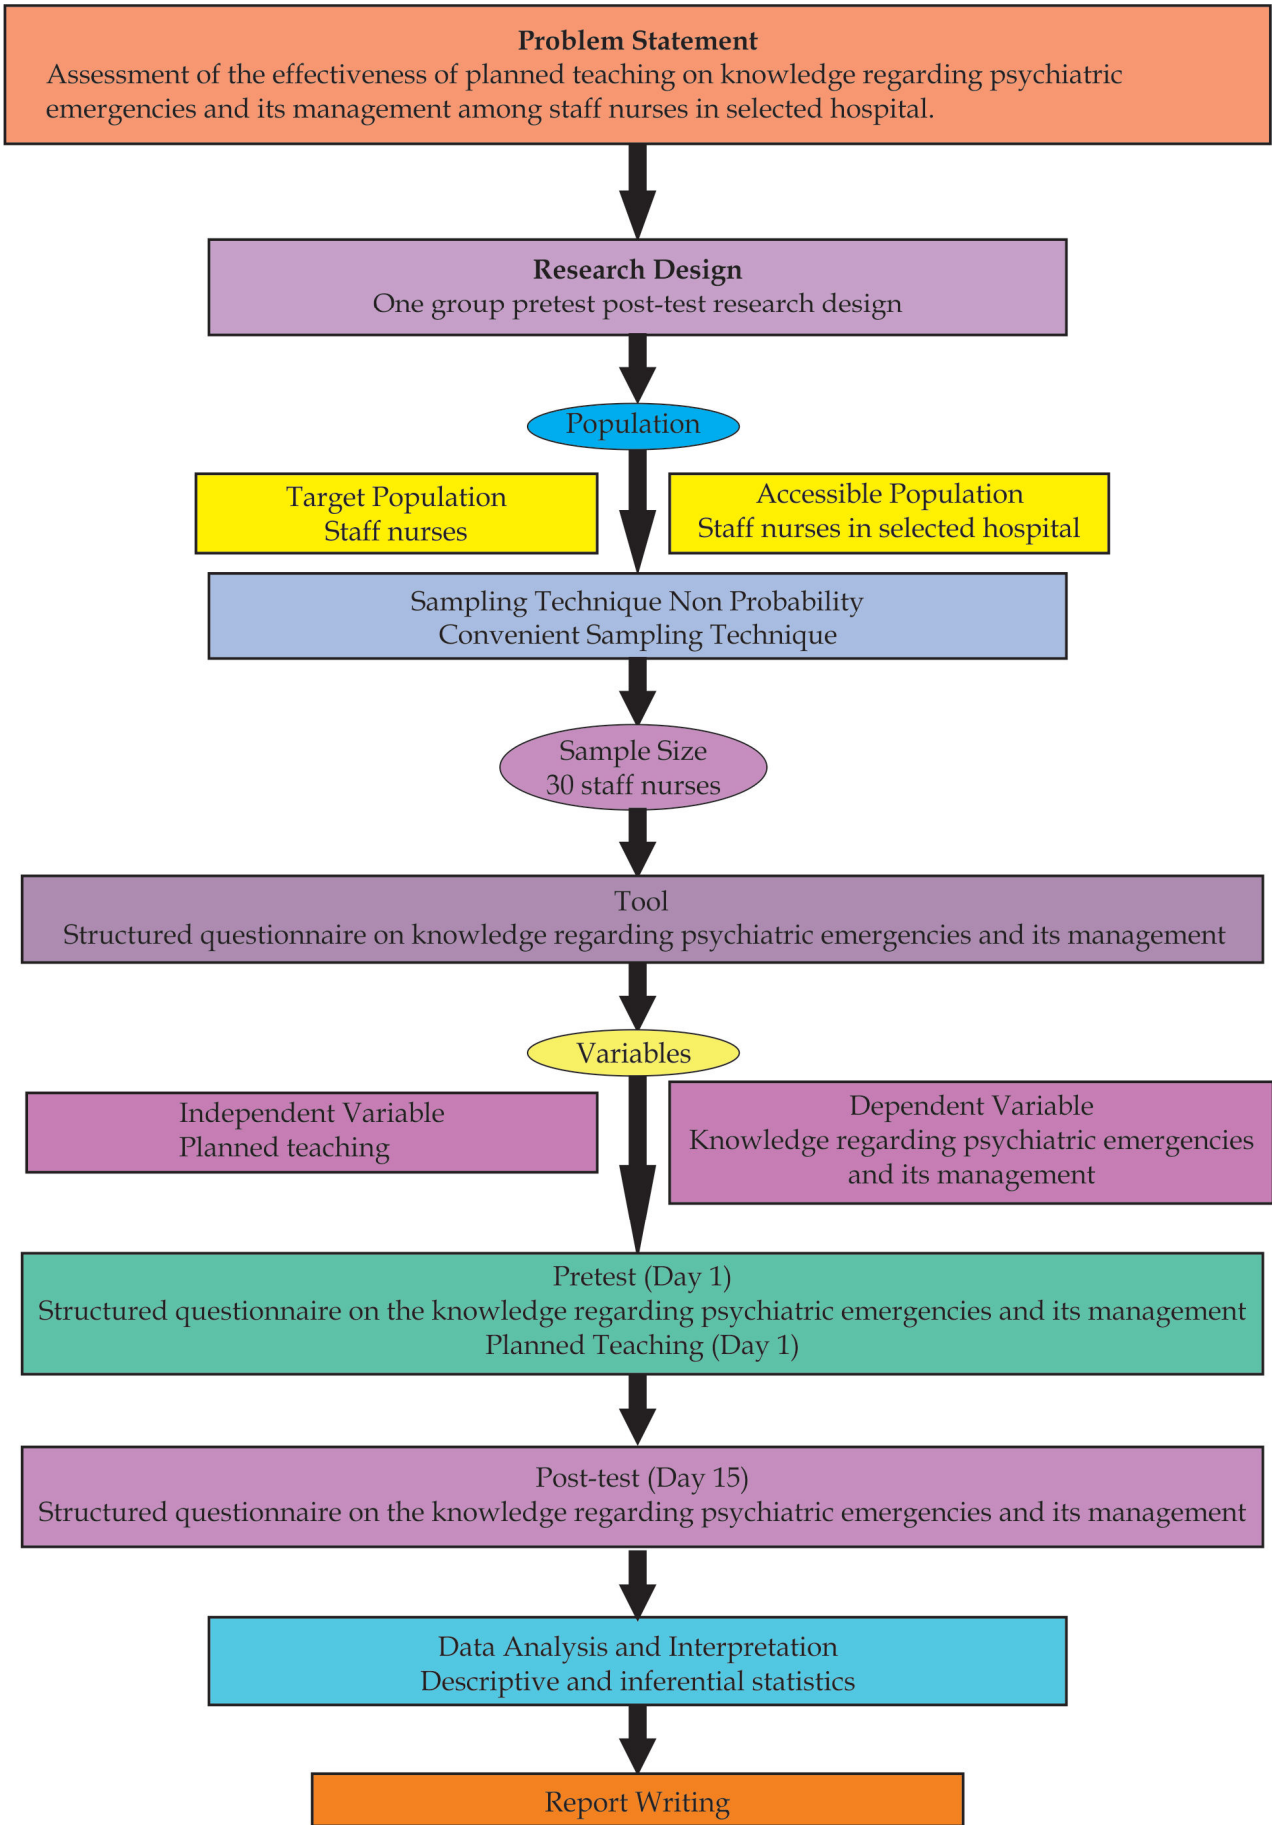 Problem Statement
Assessment of the effectiveness of planned teaching on knowledge regarding psychiatric
emergencies and its management among staff nurses in selected hospital.
Research Design
One group pretest post-test research design
Population
Target Population
Staff nurses
Accessible Population
Staff nurses in selected hospital
Sampling Technique Non Probability
Convenient Sampling Technique
Sample Size
30 staff nurses
Tool
Structured questionnaire on knowledge regarding psychiatric emergencies and its management
Variables
Independent Variable
Planned teaching
Dependent Variable
Knowledge regarding psychiatric emergencies
and its management
Pretest (Day 1)
Structured questionnaire on the knowledge regarding psychiatric emergencies and its management
Planned Teaching (Day 1)
Post-test (Day 15)
Structured questionnaire on the knowledge regarding psychiatric emergencies and its management
Data Analysis and Interpretation
Descriptive and inferential statistics
Report Writing